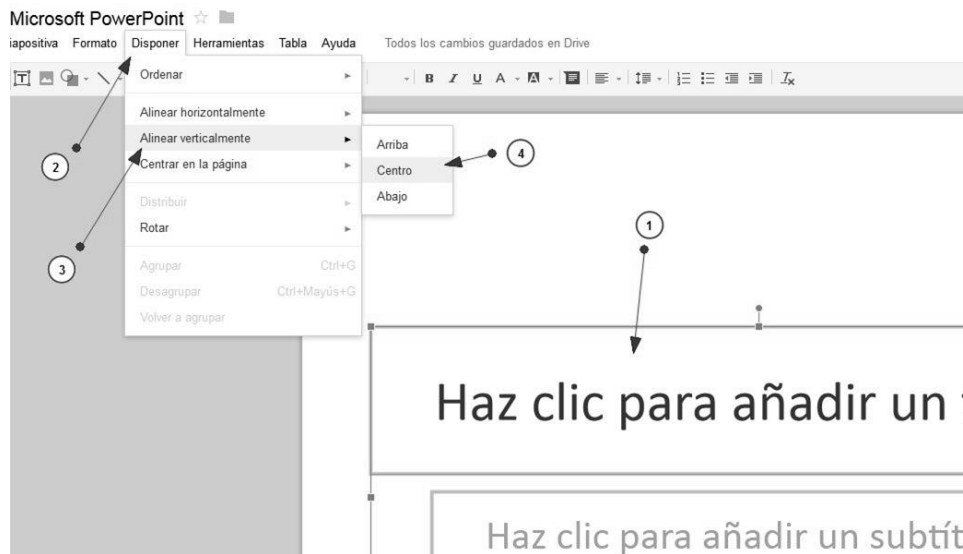 Microsoft PowerPoint
iapositiva Formato Disponer Herramientas Tabla Ayuda Todos los cambios guardados en Drive
T B I U A A Tx
Ordenar
Alinear horizontalmente
Alinear verticalmente
Centrar en la página
Distribuir
Rotar
Agrupar Ctrl+G
Desagrupar Ctrl+Mayús+G
Volver a agrupar
Arriba
Centro
Abajo
2
3
4
1
Haz clic para añadir un
Haz clic para añadir un subtít